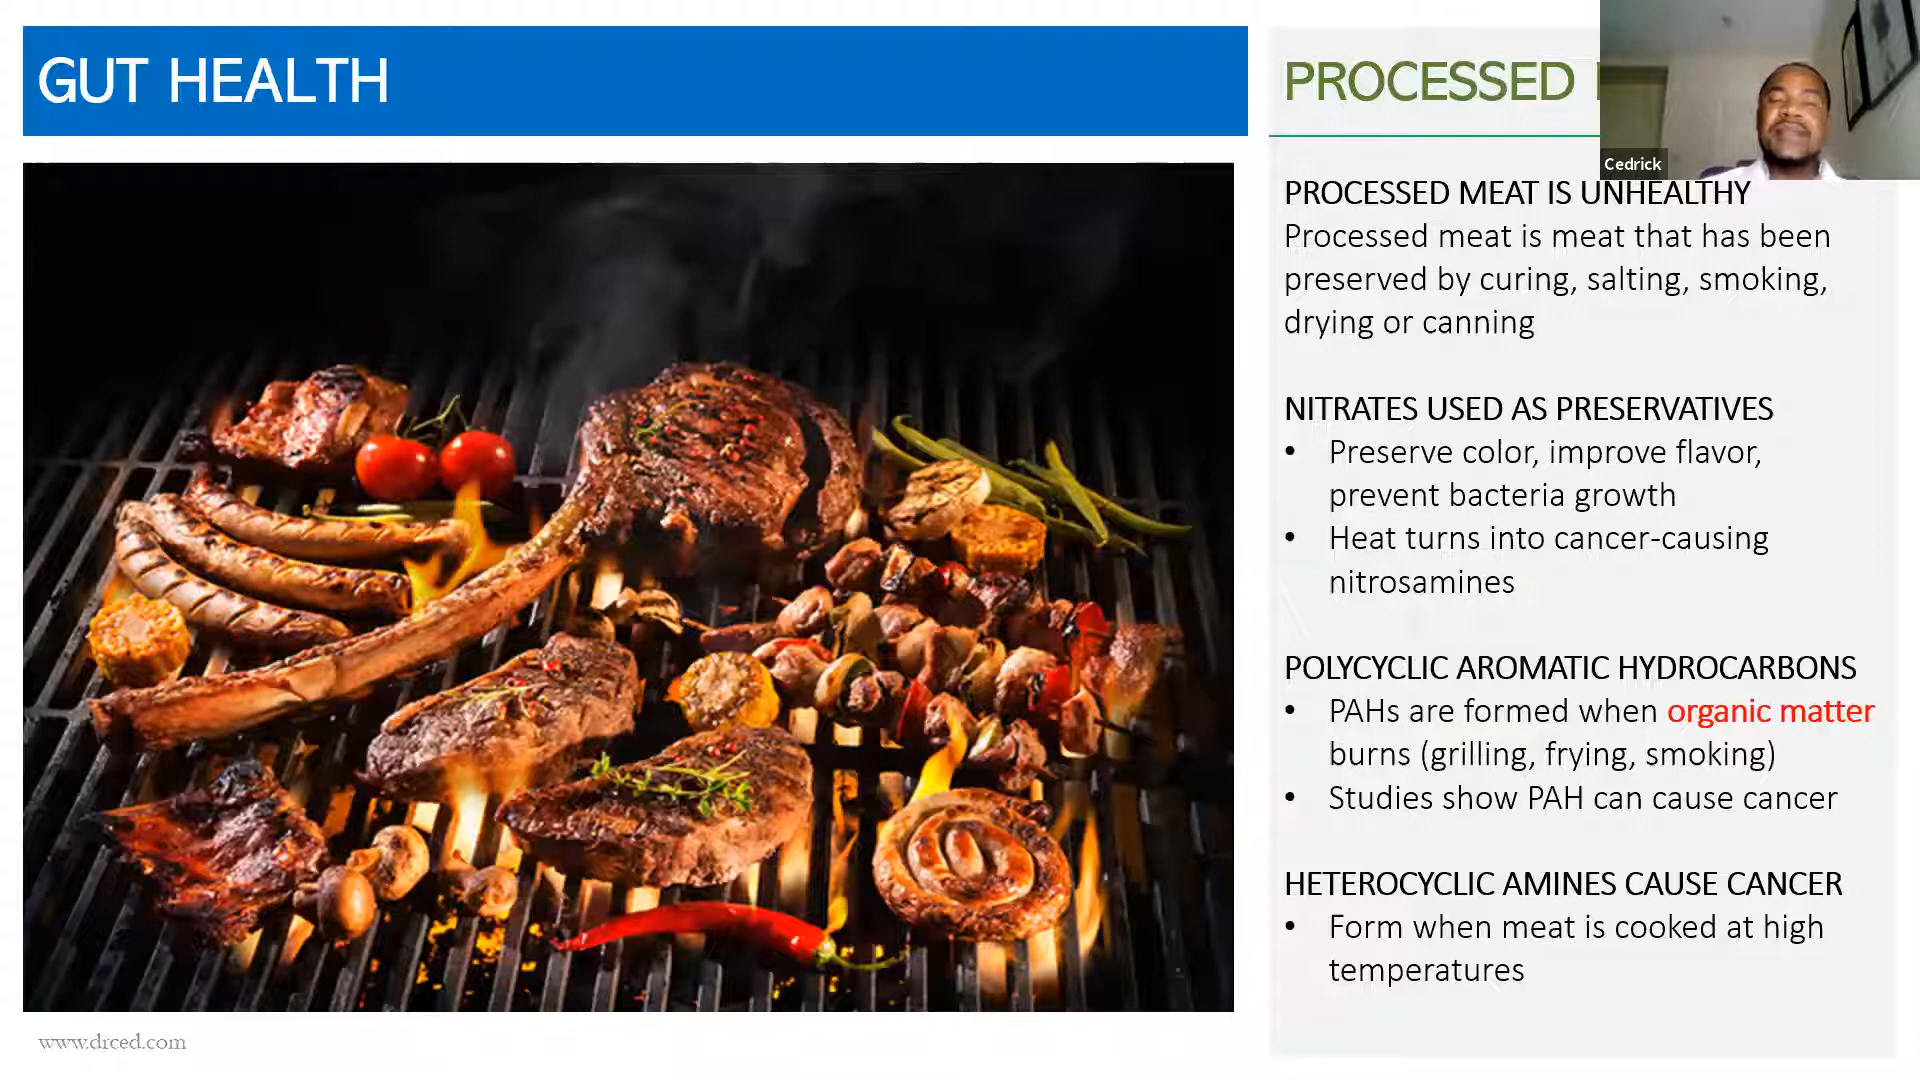 GUT HEALTH
PROCESSED
Cedrick
PROCESSED MEAT IS UNHEALTHY
Processed meat is meat that has been
preserved by curing, salting, smoking,
drying or canning
NITRATES USED AS PRESERVATIVES
• Preserve color, improve flavor,
prevent bacteria growth
• Heat turns into cancer-causing
nitrosamines
POLYCYCLIC AROMATIC HYDROCARBONS
• PAHs are formed when organic matter
burns (grilling, frying, smoking)
• Studies show PAH can cause cancer
HETEROCYCLIC AMINES CAUSE CANCER
• Form when meat is cooked at high
temperatures
www.drced.com